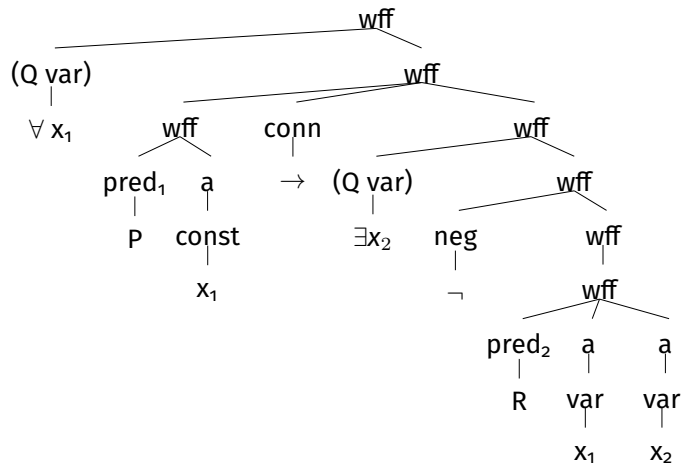 wff
(Q var) wff
∀ x₁ wff conn wff
pred₁ a → (Q var) wff
P const ∃x₂ neg wff
x₁ ¬ wff
pred₂ a a
R var var
x₁ x₂